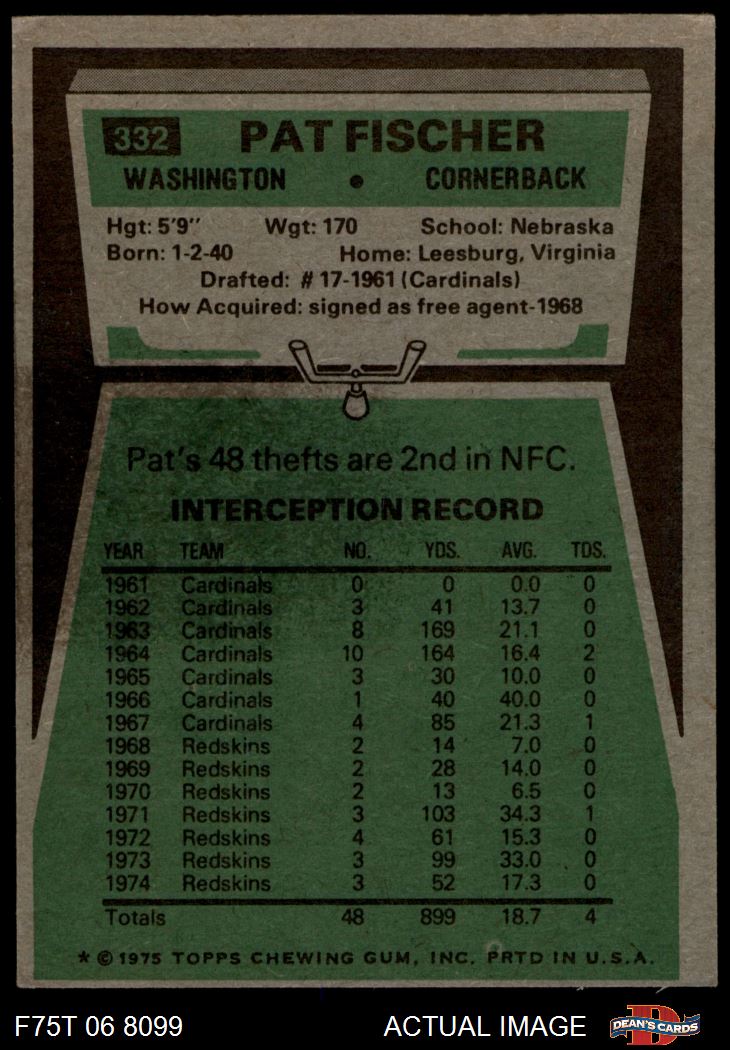 332 PAT FISCHER
WASHINGTON • CORNERBACK
Hgt: 5'9" Wgt: 170 School: Nebraska
Born: 1-2-40 Home: Leesburg, Virginia
Drafted: #17-1961 (Cardinals)
How Acquired: signed as free agent-1968
Pat's 48 thefts are 2nd in NFC.
INTERCEPTION RECORD
YEAR TEAM NO. YDS. AVG. TDS.
1961 Cardinals 0 0 0.0 0
1962 Cardinals 3 41 13.7 0
1963 Cardinals 8 169 21.1 0
1964 Cardinals 10 164 16.4 2
1965 Cardinals 3 30 10.0 0
1966 Cardinals 1 40 40.0 0
1967 Cardinals 4 85 21.3 1
1968 Redskins 2 14 7.0 0
1969 Redskins 2 28 14.0 0
1970 Redskins 2 13 6.5 0
1971 Redskins 3 103 34.3 1
1972 Redskins 4 61 15.3 0
1973 Redskins 3 99 33.0 0
1974 Redskins 3 52 17.3 0
Totals 48 899 18.7 4
* © 1975 TOPPS CHEWING GUM, INC. PRTD IN U.S.A.
F75T 06 8099 ACTUAL IMAGE D DEAN'S CARDS